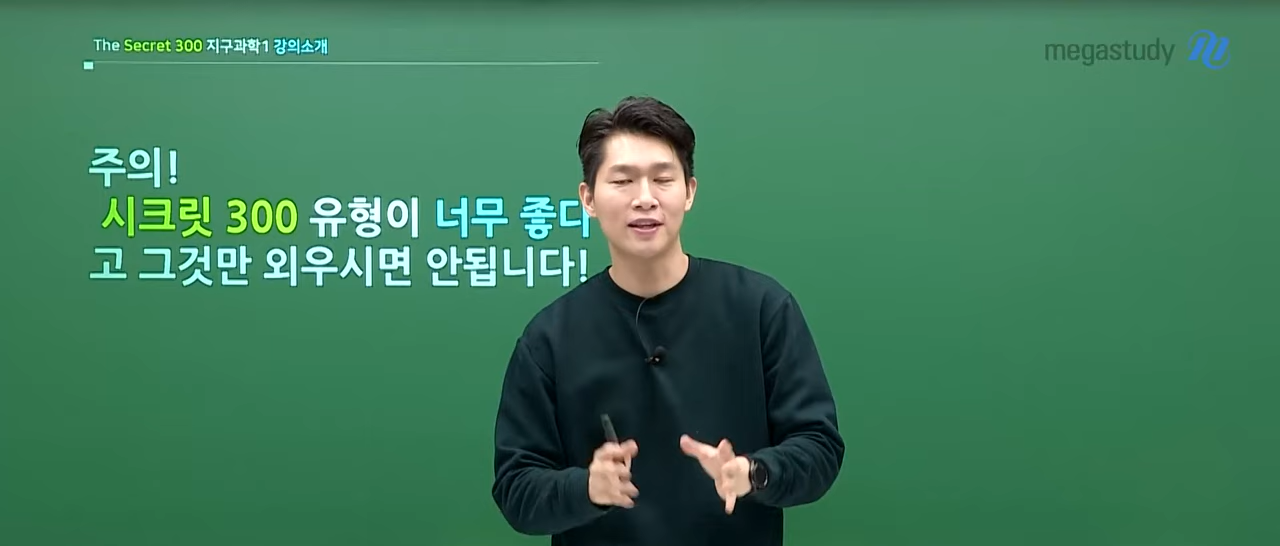 The Secret 300 지구과학1 강의소개
megastudy
주의!
시크릿 300 유형이 너무 좋다
고 그것만 외우시면 안됩니다!